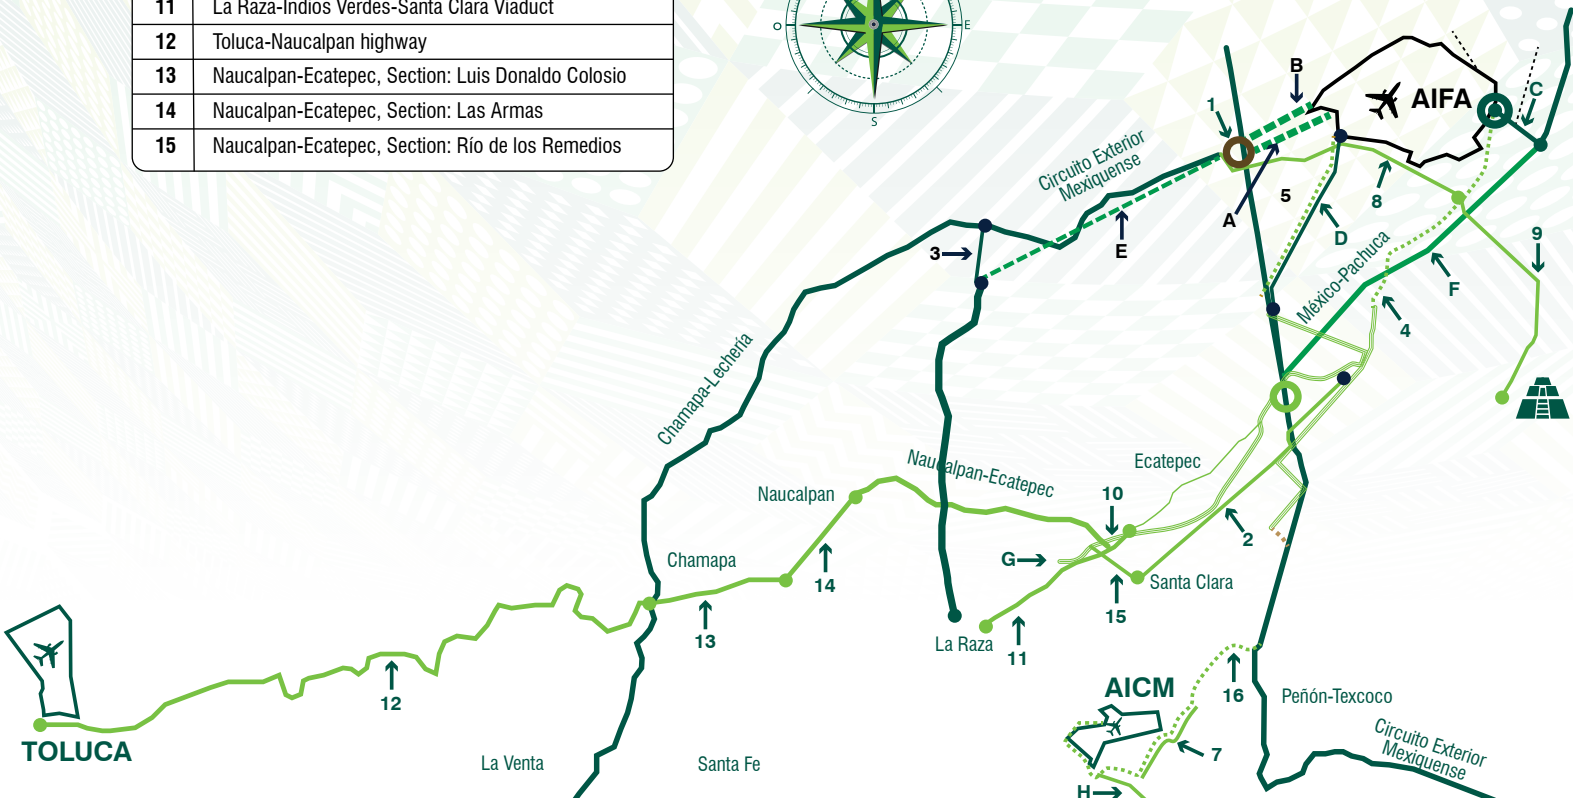 11 La Raza-Indios Verdes-Santa Clara Viaduct
12 Toluca-Naucalpan highway
13 Naucalpan-Ecatepec, Section: Luis Donaldo Colosio
14 Naucalpan-Ecatepec, Section: Las Armas
15 Naucalpan-Ecatepec, Section: Río de los Remedios
O
E
S
B
1
AIFA
C
Circuito Exterior
Mexiquense
5
8
A
D
9
3
E
México-Pachuca
F
4
Chamapa-Lechería
Naucalpan-Ecatepec
Ecatepec
Naucalpan
10
2
G
Chamapa
14
Santa Clara
15
13
La Raza
11
12
16
AICM
Peñón-Texcoco
TOLUCA
La Venta
Santa Fe
7
Circuito Exterior
Mexiquense
H